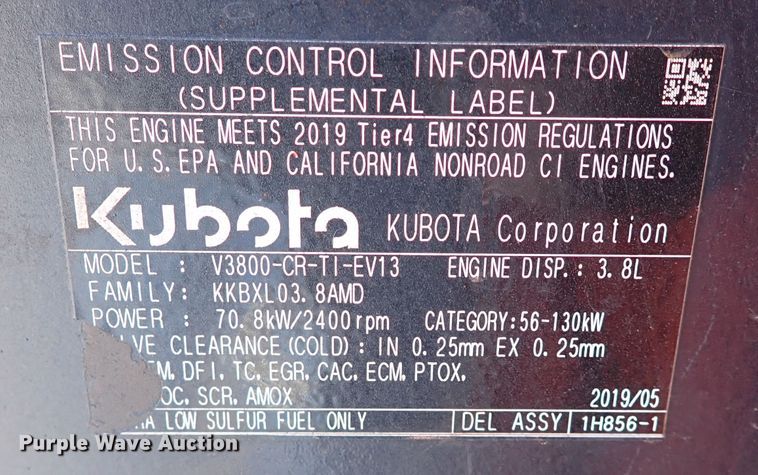 EMISSION CONTROL INFORMATION
(SUPPLEMENTAL LABEL)
THIS ENGINE MEETS 2019 Tier4 EMISSION REGULATIONS
FOR U.S.EPA AND CALIFORNIA NONROAD CI ENGINES.
Kubota KUBOTA Corporation
MODEL : V3800-CR-TI-EV13 ENGINE DISP.: 3.8L
FAMILY: KKBXL03.8AMD
POWER : 70.8kW/2400rpm CATEGORY:56-130kW
CLEARANCE(COLD): IN 0.25mm EX 0.25mm
DFI, TC, EGR, CAC, ECM, PTOX,
OC, SCR, AMOX 2019/05
LOW SULFUR FUEL ONLY DEL ASSY 1H856-1
Purple Wave Auction